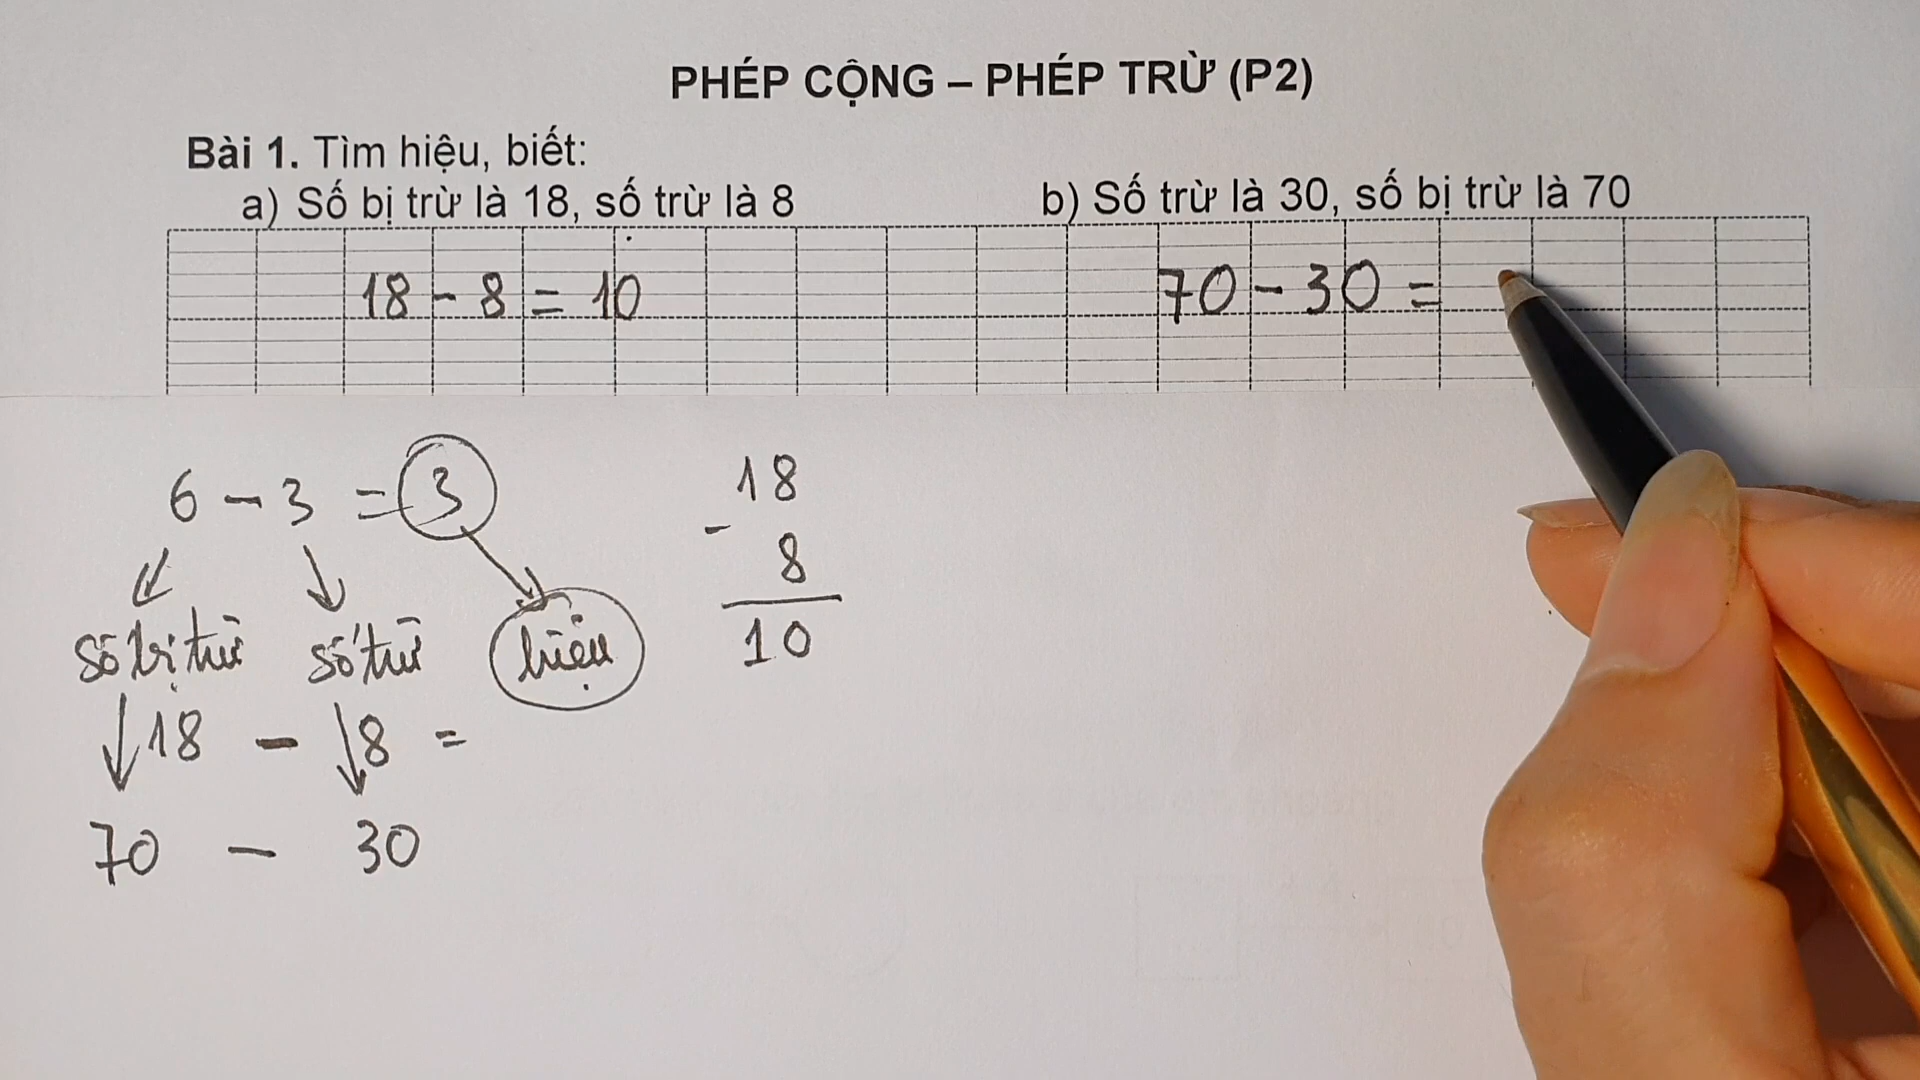 PHÉP CỘNG – PHÉP TRỪ (P2)
Bài 1. Tìm hiệu, biết:
a) Số bị trừ là 18, số trừ là 8
b) Số trừ là 30, số bị trừ là 70
18 - 8 = 10
70 - 30 =
6 - 3 = 3
số bị trừ số trừ hiệu
18 - 8 =
70 - 30
18
-
8
10